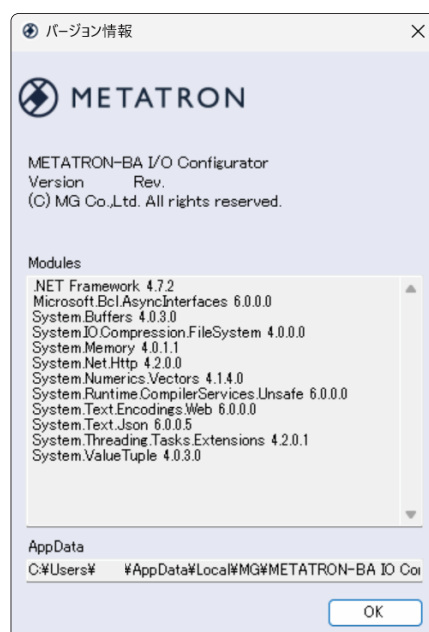 バージョン情報
METATRON
METATRON-BA I/O Configurator
Version Rev.
(C) MG Co.,Ltd. All rights reserved.
Modules
.NET Framework 4.7.2
Microsoft.Bcl.AsyncInterfaces 6.0.0.0
System.Buffers 4.0.3.0
System.IO.Compression.FileSystem 4.0.0.0
System.Memory 4.0.1.1
System.Net.Http 4.2.0.0
System.Numerics.Vectors 4.1.4.0
System.Runtime.CompilerServices.Unsafe 6.0.0.0
System.Text.Encodings.Web 6.0.0.0
System.Text.Json 6.0.0.5
System.Threading.Tasks.Extensions 4.2.0.1
System.ValueTuple 4.0.3.0
AppData
C:¥Users¥ ¥AppData¥Local¥MG¥METATRON-BA IO Co
OK